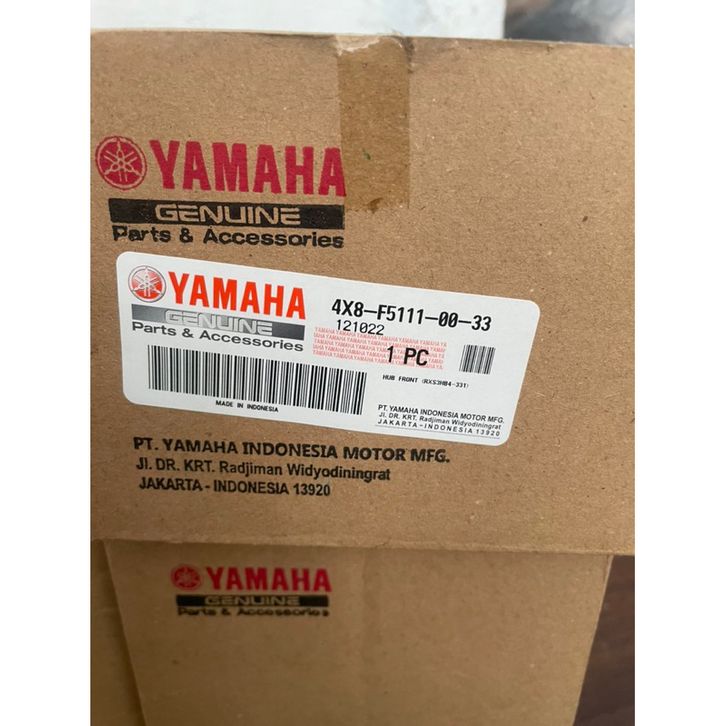 YAMAHA
GENUINE
Parts & Accessories
YAMAHA
GENUINE
Parts & Accessories
4X8-F5111-00-33
121022
1 PC
HUB FRONT (RXS3HB4-331)
MADE IN INDONESIA
PT. YAMAHA INDONESIA MOTOR MFG.
Jl. DR. KRT. Radjiman Widyodiningrat
JAKARTA-INDONESIA 13920
PT. YAMAHA INDONESIA MOTOR MFG.
Jl. DR. KRT. Radjiman Widyodiningrat
JAKARTA - INDONESIA 13920
YAMAHA
GENUINE
Parts & Accessories